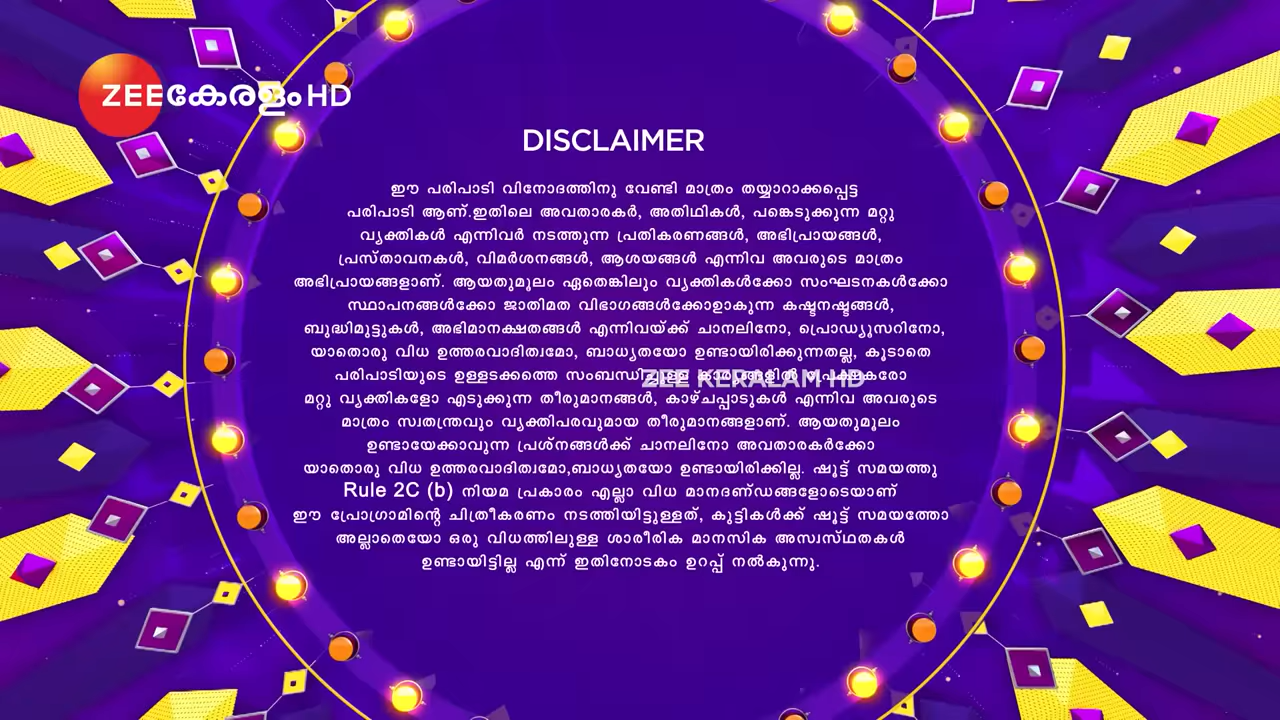 ZEE കേരളം HD
DISCLAIMER
ഈ പരിപാടി വിനോദത്തിനു വേണ്ടി മാത്രം തയ്യാറാക്കപ്പെട്ട
പരിപാടി ആണ്.ഇതിലെ അവതാരകർ, അതിഥികൾ, പങ്കെടുക്കുന്ന മറ്റു
വ്യക്തികൾ എന്നിവർ നടത്തുന്ന പ്രതികരണങ്ങൾ, അഭിപ്രായങ്ങൾ,
പ്രസ്താവനകൾ, വിമർശനങ്ങൾ, ആശയങ്ങൾ എന്നിവ അവരുടെ മാത്രം
അഭിപ്രായങ്ങളാണ്. ആയതുമൂലം ഏതെങ്കിലും വ്യക്തികൾക്കോ സംഘടനകൾക്കോ
സ്ഥാപനങ്ങൾക്കോ ജാതിമത വിഭാഗങ്ങൾക്കോഉാകുന്ന കഷ്ടനഷ്ടങ്ങൾ,
ബുദ്ധിമുട്ടുകൾ, അഭിമാനക്ഷതങ്ങൾ എന്നിവയ്ക്ക് ചാനലിനോ, പ്രൊഡ്യൂസറിനോ,
യാതൊരു വിധ ഉത്തരവാദിത്വമോ, ബാധ്യതയോ ഉണ്ടായിരിക്കുന്നതല്ല, കൂടാതെ
പരിപാടിയുടെ ഉള്ളടക്കത്തെ
ZEE KERALAM HD
മറ്റു വ്യക്തികളോ എടുക്കുന്ന തീരുമാനങ്ങൾ, കാഴ്ചപ്പാടുകൾ എന്നിവ അവരുടെ
മാത്രം സ്വതന്ത്രവും വ്യക്തിപരവുമായ തീരുമാനങ്ങളാണ്. ആയതുമൂലം
ഉണ്ടായേക്കാവുന്ന പ്രശ്നങ്ങൾക്ക് ചാനലിനോ അവതാരകർക്കോ
യാതൊരു വിധ ഉത്തരവാദിത്വമോ,ബാധ്യതയോ ഉണ്ടായിരിക്കില്ല. ഷൂട്ട് സമയത്തു
Rule 2C (b) നിയമ പ്രകാരം എല്ലാ വിധ മാനദണ്ഡങ്ങളോടെയാണ്
ഈ പ്രോഗ്രാമിന്റെ ചിത്രീകരണം നടത്തിയിട്ടുള്ളത്, കുട്ടികൾക്ക് ഷൂട്ട് സമയത്തോ
അല്ലാതെയോ ഒരു വിധത്തിലുള്ള ശാരീരിക മാനസിക അസ്വസ്ഥതകൾ
ഉണ്ടായിട്ടില്ല എന്ന് ഇതിനോടകം ഉറപ്പ് നൽകുന്നു.